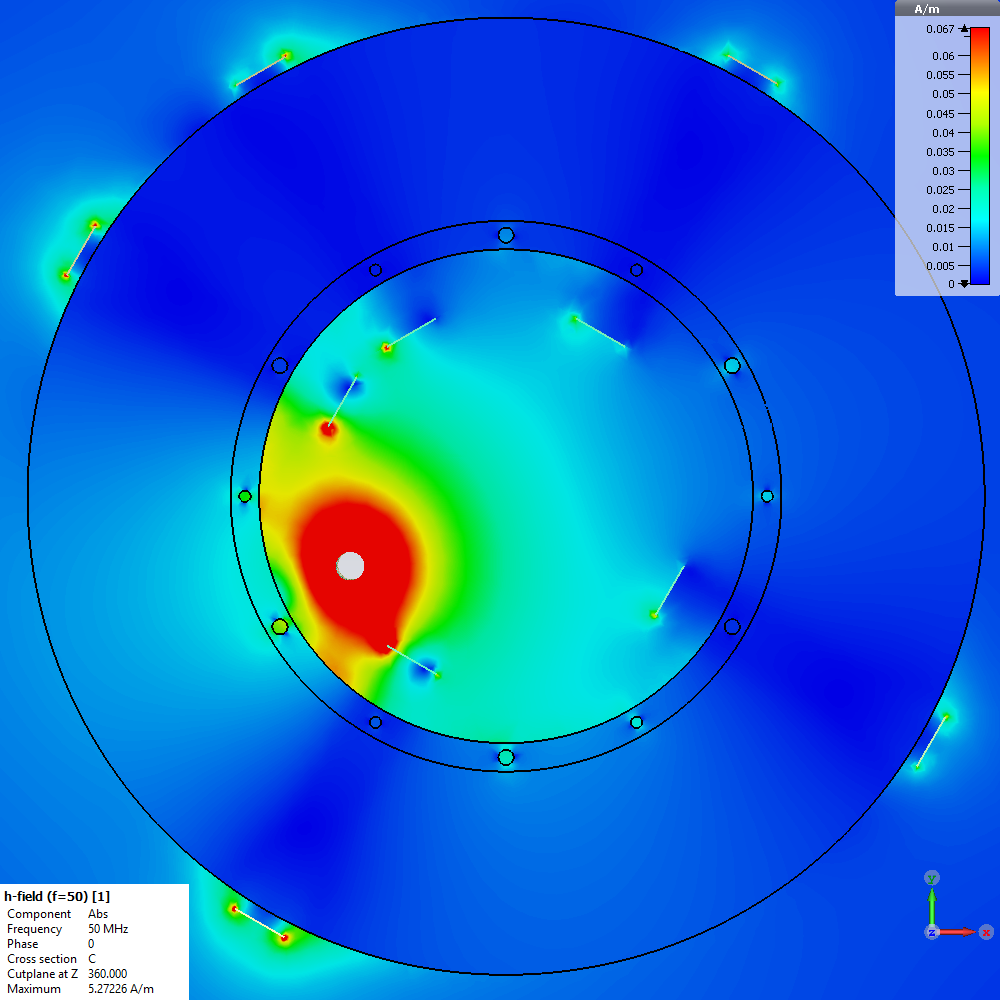 A/m
0.067
0.06
0.055
0.05
0.045
0.04
0.035
0.03
0.025
0.02
0.015
0.01
0.005
0
h-field (f=50) [1]
Component Abs
Frequency 50 MHz
Phase 0
Cross section C
Cutplane at Z 360.000
Maximum 5.27226 A/m
y
z x